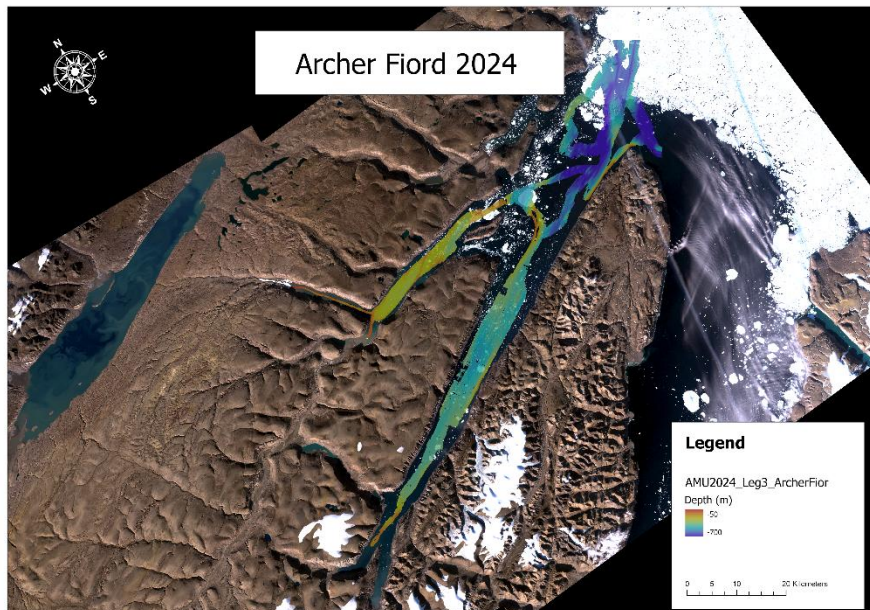 Archer Fiord 2024
N
E
W
S
Legend
AMU2024_Leg3_ArcherFior
Depth (m)
50
-700
0 5 10 20 Kilometers